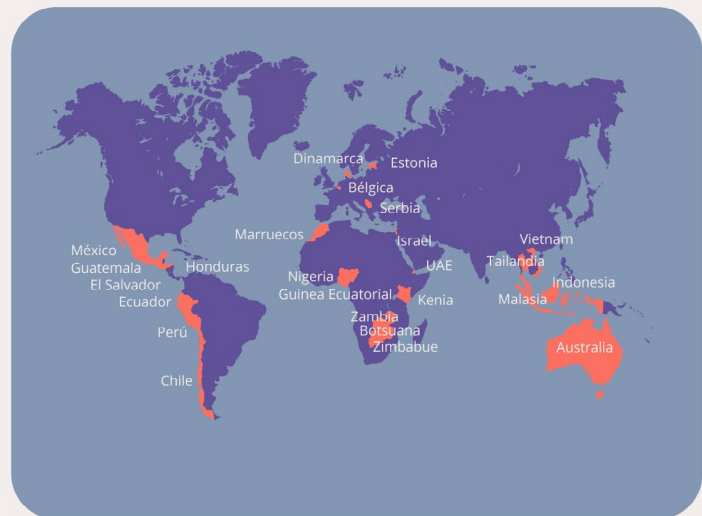 Dinamarca
Estonia
Bélgica
Serbia
Marruecos
Israel
Vietnam
México
Guatemala
Honduras
El Salvador
Ecuador
Nigeria
UAE
Tailandia
Guinea Ecuatorial
Kenia
Indonesia
Malasia
Zambia
Perú
Botsuana
Zimbabue
Australia
Chile